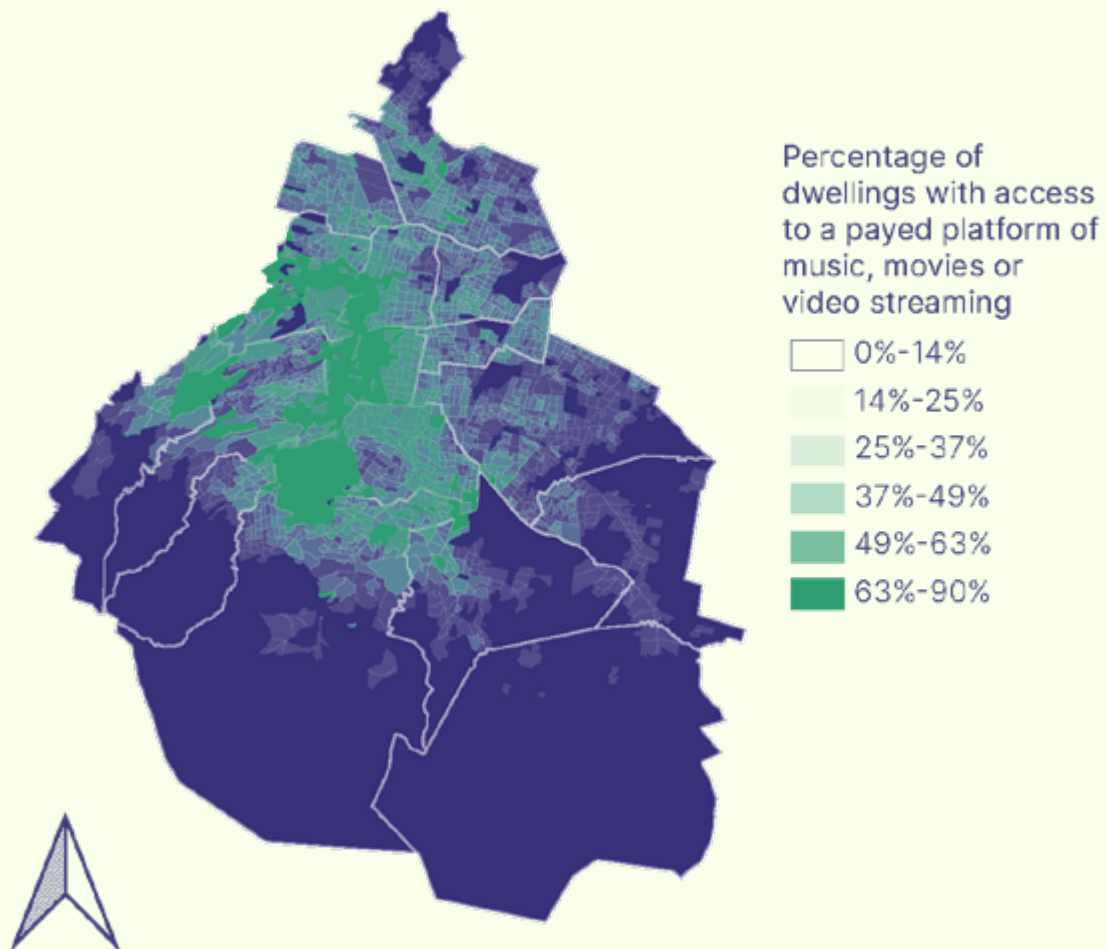 Percentage of
dwellings with access
to a payed platform of
music, movies or
video streaming
0%-14%
14%-25%
25%-37%
37%-49%
49%-63%
63%-90%